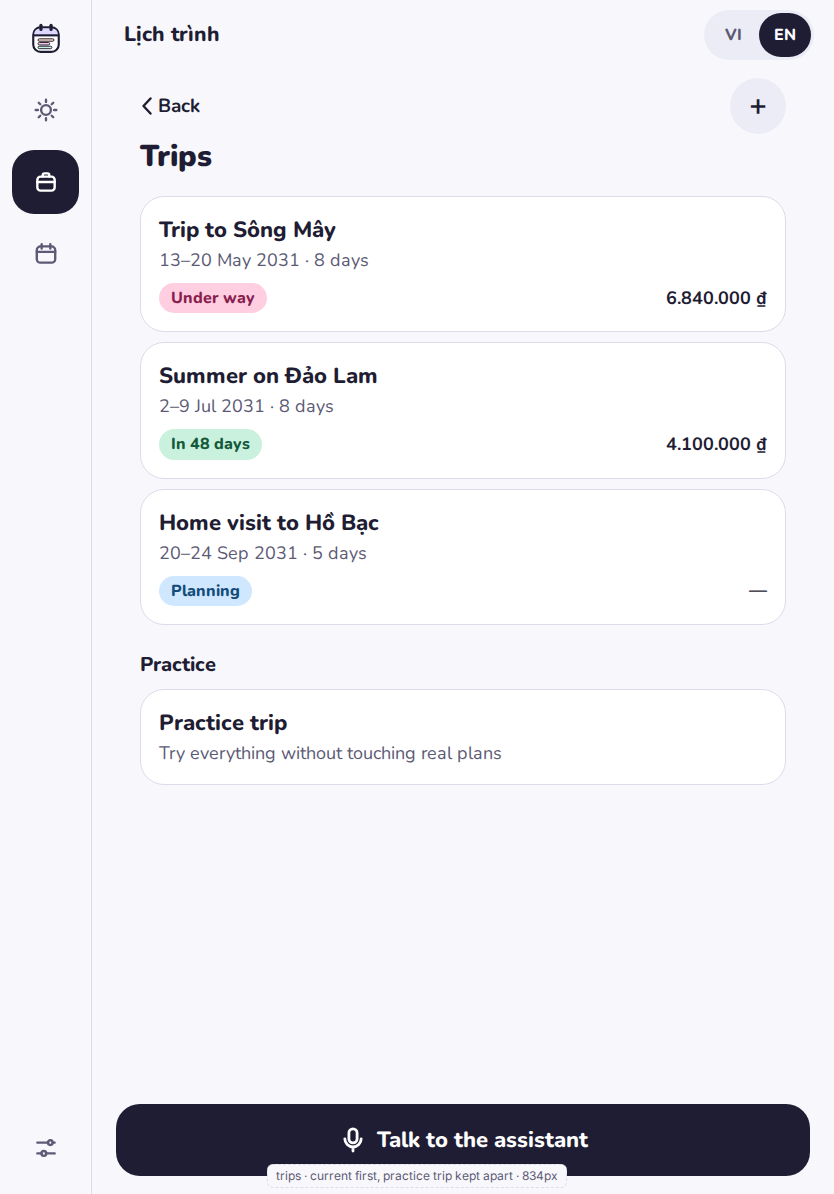 Lịch trình
VI
EN
Back
+
Trips
Trip to Sông Mây
13–20 May 2031 · 8 days
Under way
6.840.000 ₫
Summer on Đảo Lam
2–9 Jul 2031 · 8 days
In 48 days
4.100.000 ₫
Home visit to Hồ Bạc
20–24 Sep 2031 · 5 days
Planning
—
Practice
Practice trip
Try everything without touching real plans
Talk to the assistant
trips · current first, practice trip kept apart · 834px